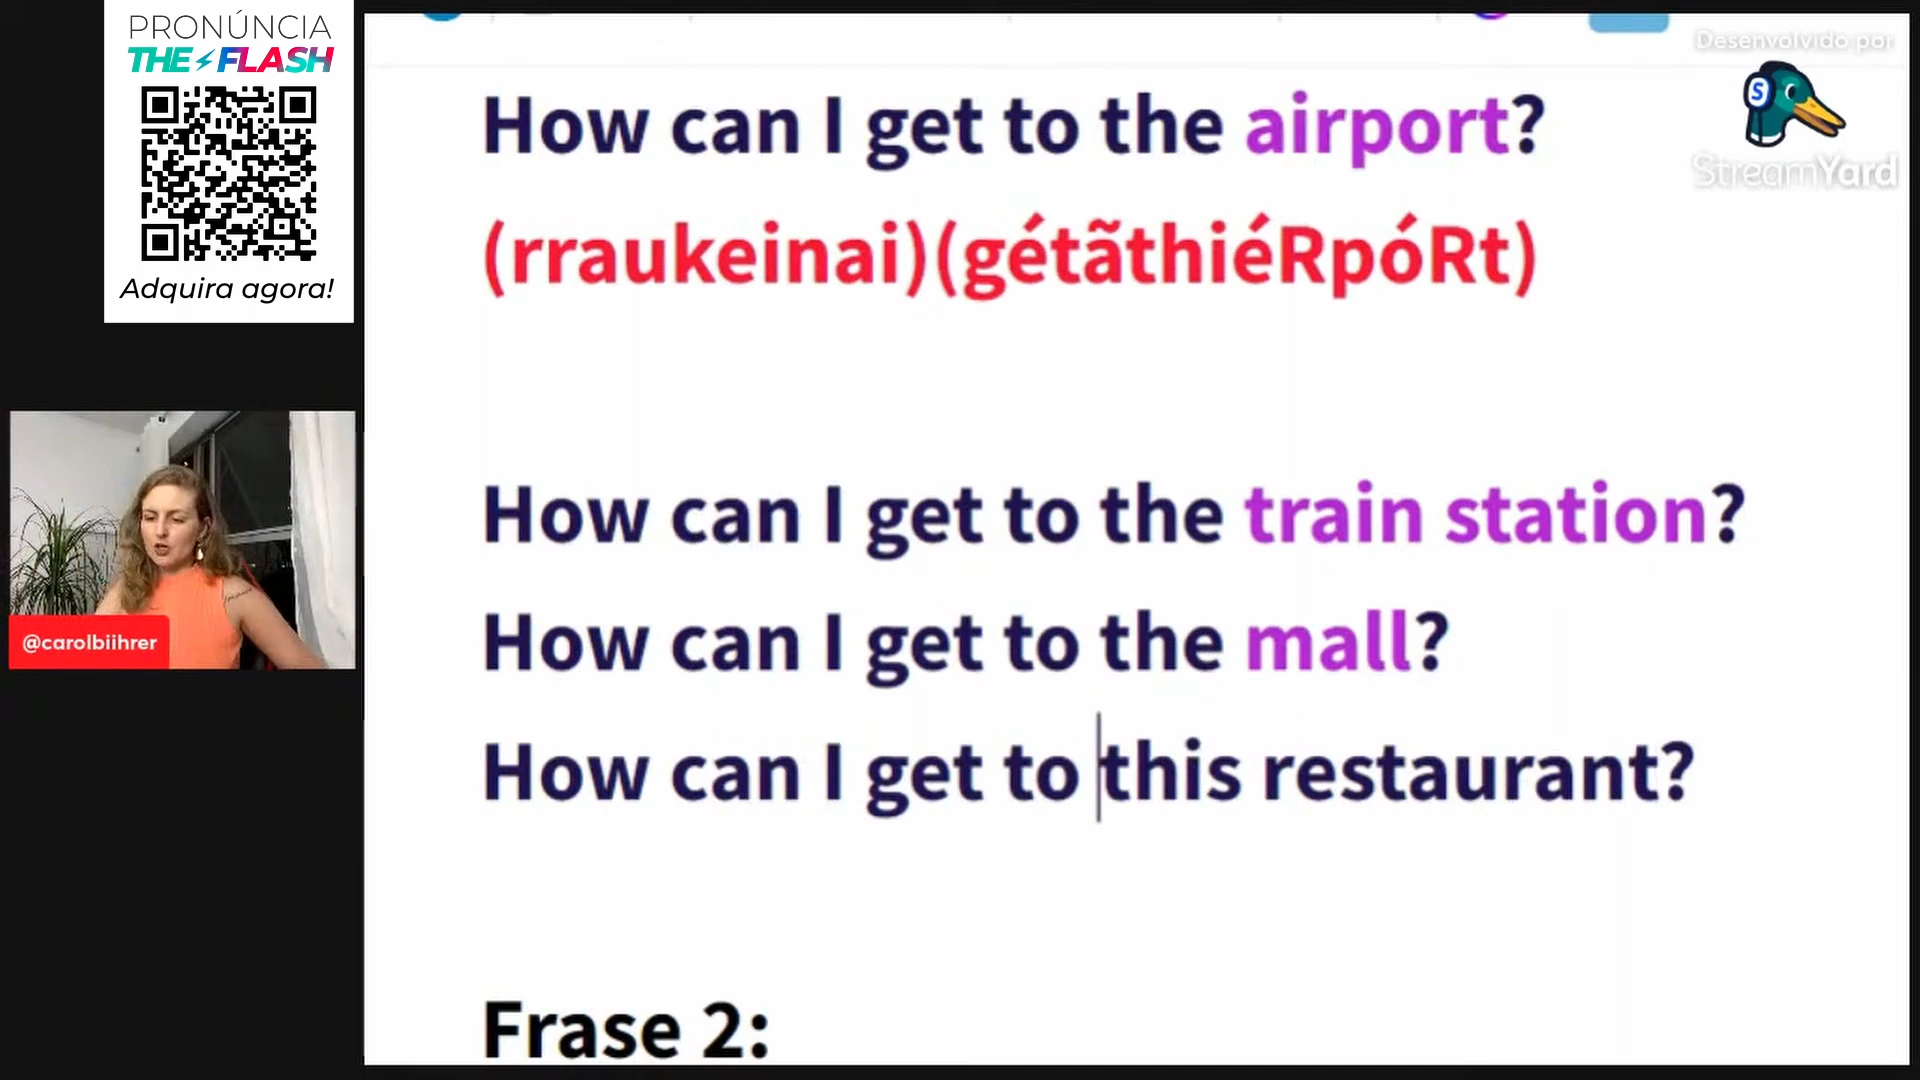 PRONÚNCIA
THE FLASH
Adquira agora!
@carolbiihrer
Desenvolvido por
S
StreamYard
How can I get to the airport?
(rraukeinai)(gétãthiéRpóRt)
How can I get to the train station?
How can I get to the mall?
How can I get to this restaurant?
Frase 2: